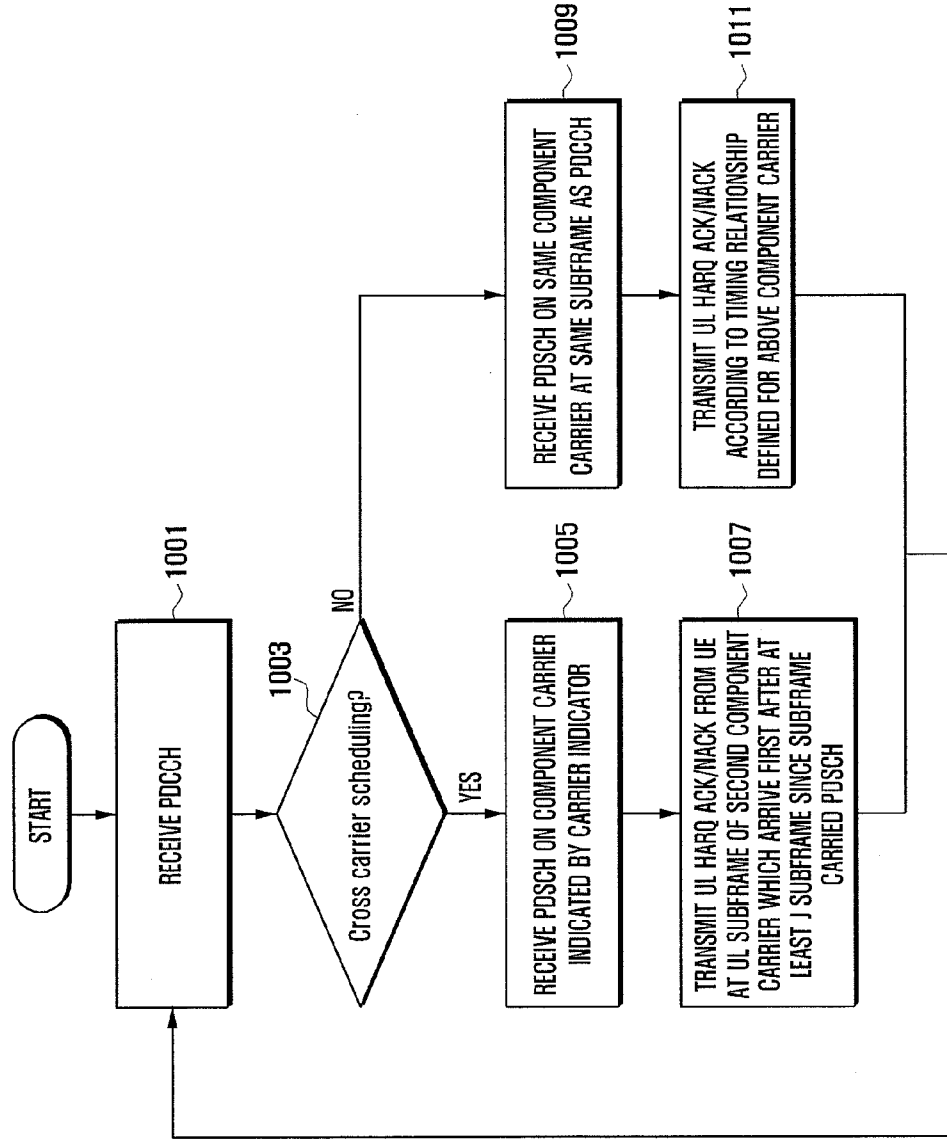 START
RECEIVE PDCCH
1001
Cross carrier scheduling?
1003
YES
NO
RECEIVE PDSCH ON COMPONENT CARRIER
INDICATED BY CARRIER INDICATOR
1005
TRANSMIT UL HARQ ACK/NACK FROM UE
AT UL SUBFRAME OF SECOND COMPONENT
CARRIER WHICH ARRIVE FIRST AFTER AT
LEAST J SUBFRAME SINCE SUBFRAME
CARRIED PDSCH
1007
RECEIVE PDSCH ON SAME COMPONENT
CARRIER AT SAME SUBFRAME AS PDCCH
1009
TRANSMIT UL HARQ ACK/NACK
ACCORDING TO TIMING RELATIONSHIP
DEFINED FOR ABOVE COMPONENT CARRIER
1011